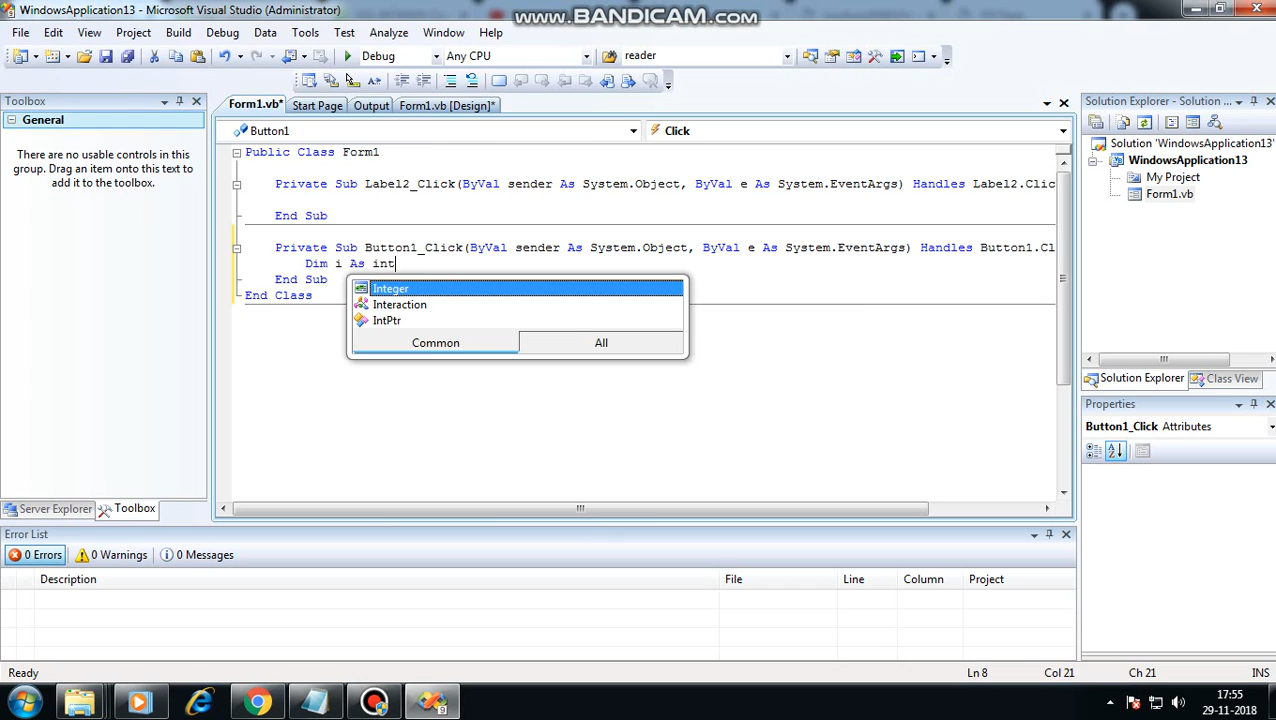 WindowsApplication13 - Microsoft Visual Studio (Administrator)
www.BANDICAM.com
File Edit View Project Build Debug Data Tools Test Analyze Window Help
Debug Any CPU reader
Toolbox
General
There are no usable controls in this
group. Drag an item onto this text to
add it to the toolbox.
Server Explorer Toolbox
Form1.vb* Start Page Output Form1.vb [Design]*
Button1 Click
Public Class Form1
Private Sub Label2_Click(ByVal sender As System.Object, ByVal e As System.EventArgs) Handles Label2.Clic
End Sub
Private Sub Button1_Click(ByVal sender As System.Object, ByVal e As System.EventArgs) Handles Button1.Cl
Dim i As int
End Sub
End Class
Integer
Interaction
IntPtr
Common All
Solution Explorer - Solution ...
Solution 'WindowsApplication13'
WindowsApplication13
My Project
Form1.vb
Solution Explorer Class View
Properties
Button1_Click Attributes
Error List
0 Errors 0 Warnings 0 Messages
Description File Line Column Project
Ready Ln 8 Col 21 Ch 21 INS
17:55
29-11-2018